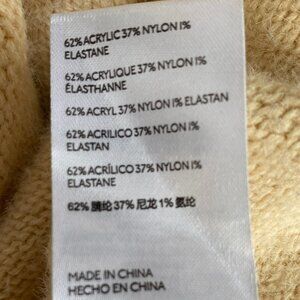 62% ACRYLIC 37% NYLON 1%
ELASTANE
62% ACRYLIQUE 37% NYLON 1%
ÉLASTHANNE
62% ACRYL 37% NYLON 1% ELASTAN
62% ACRILICO 37% NYLON 1%
ELASTAN
62% ACRÍLICO 37% NYLON 1%
ELASTANE
62% 腈纶 37% 尼龙 1% 氨纶
MADE IN CHINA
HECHO EN CHINA